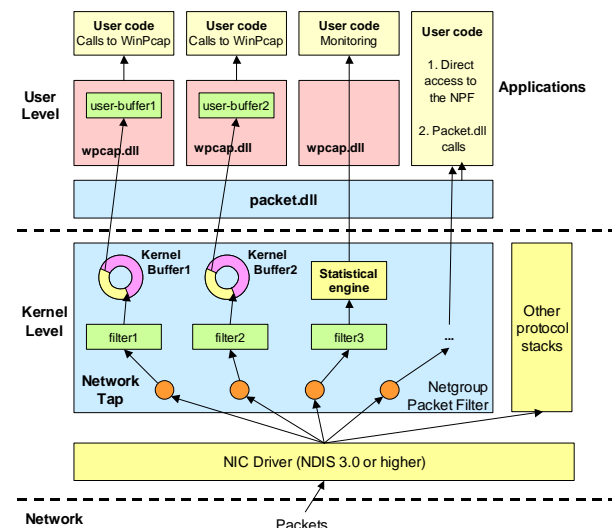 User code
Calls to WinPcap
User code
Calls to WinPcap
User code
Monitoring
User code
1. Direct
access to
the NPF
2. Packet.dll
calls
User
Level
Applications
user-buffer1
user-buffer2
wpcap.dll
wpcap.dll
wpcap.dll
packet.dll
Kernel
Buffer1
Kernel
Buffer2
Statistical
engine
Kernel
Level
filter1
filter2
filter3
...
Other
protocol
stacks
Network
Tap
Netgroup
Packet Filter
NIC Driver (NDIS 3.0 or higher)
Network
Packets